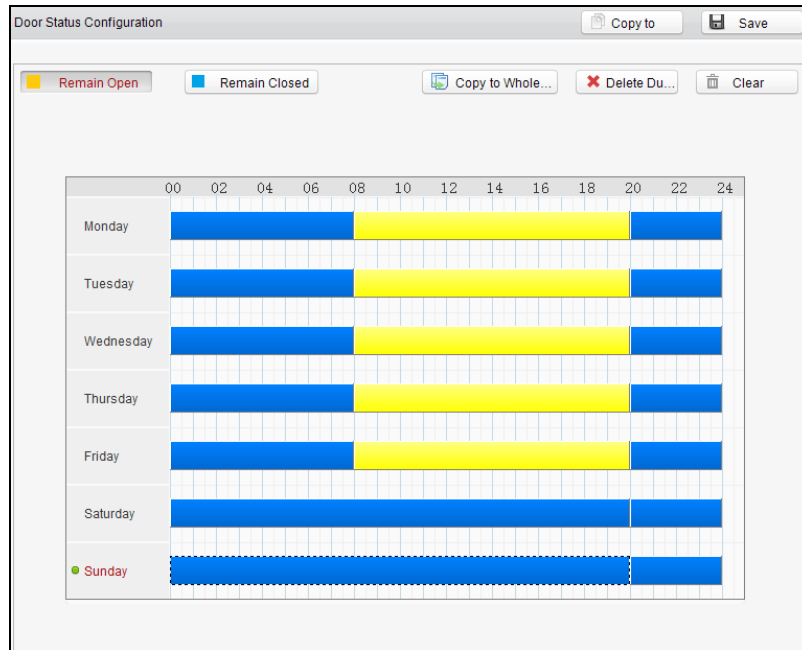 Door Status Configuration Copy to Save
Remain Open Remain Closed Copy to Whole... Delete Du... Clear
00 02 04 06 08 10 12 14 16 18 20 22 24
Monday
Tuesday
Wednesday
Thursday
Friday
Saturday
Sunday